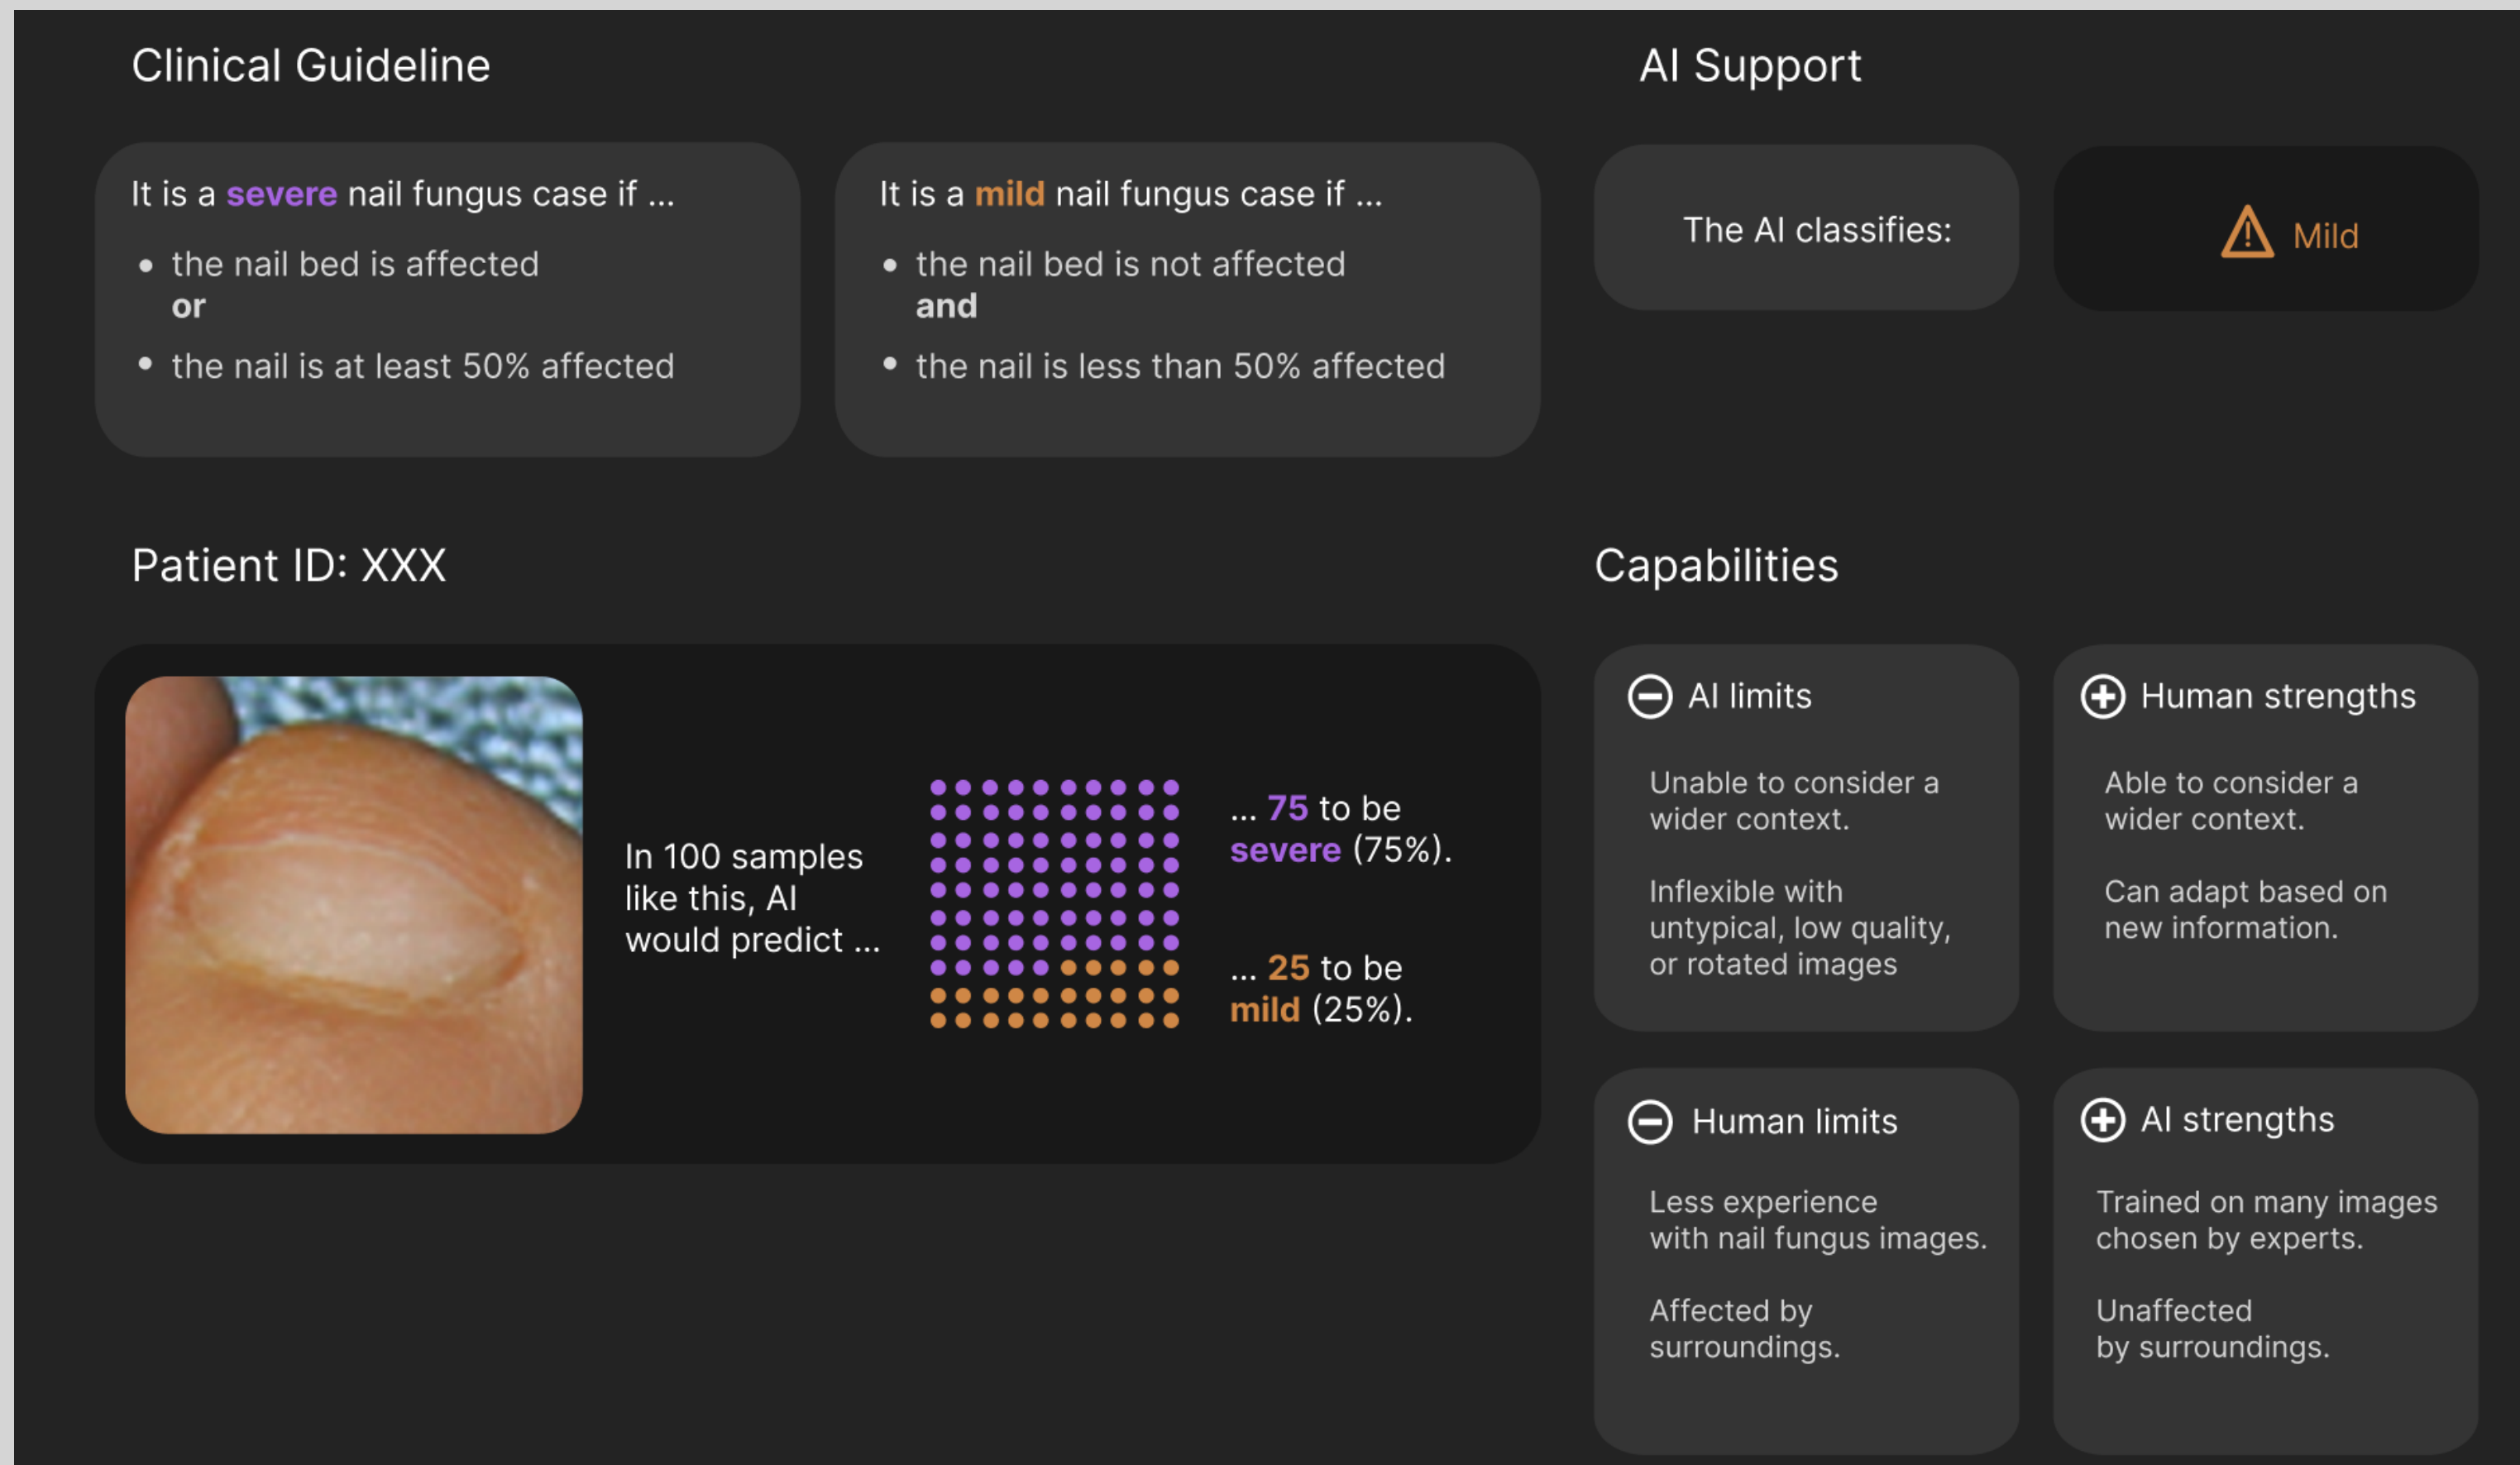 Clinical Guideline
It is a severe nail fungus case if ...
• the nail bed is affected
or
• the nail is at least 50% affected
It is a mild nail fungus case if ...
• the nail bed is not affected
and
• the nail is less than 50% affected
AI Support
The AI classifies:
Mild
Patient ID: XXX
In 100 samples
like this, AI
would predict ...
... 75 to be
severe (75%).
... 25 to be
mild (25%).
Capabilities
AI limits
Unable to consider a
wider context.
Inflexible with
untypical, low quality,
or rotated images
Human strengths
Able to consider a
wider context.
Can adapt based on
new information.
Human limits
Less experience
with nail fungus images.
Affected by
surroundings.
AI strengths
Trained on many images
chosen by experts.
Unaffected
by surroundings.